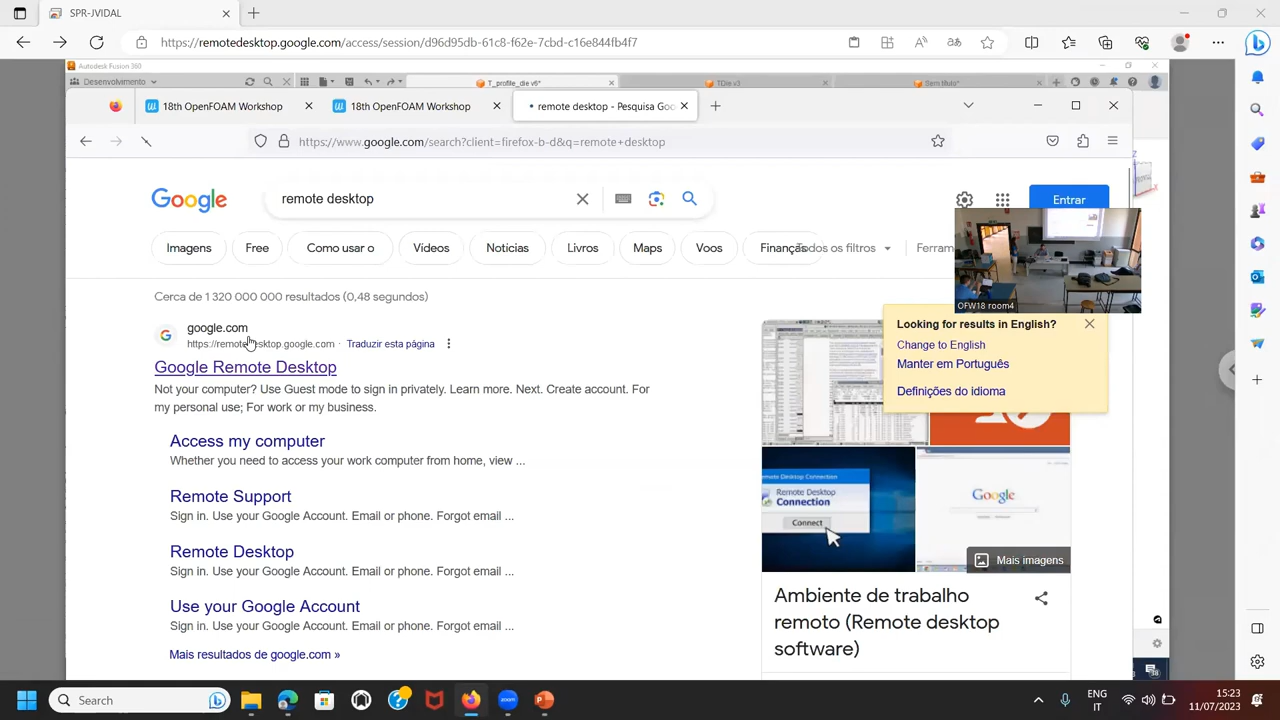 SPR-JVIDAL
https://remotedesktop.google.com/access/session/d96d95db-61c8-f62e-7cbd-c16e844fb4f7
Autodesk Fusion 360
Desenvolvimento
T_profile_die v6*
TDie v3
Sem título*
18th OpenFOAM Workshop
18th OpenFOAM Workshop
remote desktop - Pesquisa Goo
https://www.google.com/search?client=firefox-b-d&q=remote+desktop
Google
remote desktop
Entrar
Imagens
Free
Como usar o
Vídeos
Notícias
Livros
Maps
Voos
Finanças
Todos os filtros
Ferram
Cerca de 1 320 000 000 resultados (0,48 segundos)
OFW18 room4
google.com
https://remotedesktop.google.com · Traduzir esta página
Google Remote Desktop
Not your computer? Use Guest mode to sign in privately. Learn more. Next. Create account. For
my personal use; For work or my business.
Looking for results in English?
Change to English
Manter em Português
Definições do idioma
Access my computer
Whether you need to access your work computer from home, view ...
Remote Support
Sign in. Use your Google Account. Email or phone. Forgot email ...
Remote Desktop
Sign in. Use your Google Account. Email or phone. Forgot email ...
Use your Google Account
Sign in. Use your Google Account. Email or phone. Forgot email ...
Mais resultados de google.com »
Remote Desktop
Connection
Connect
Google
Mais imagens
Ambiente de trabalho
remoto (Remote desktop
software)
Search
ENG
IT
15:23
11/07/2023